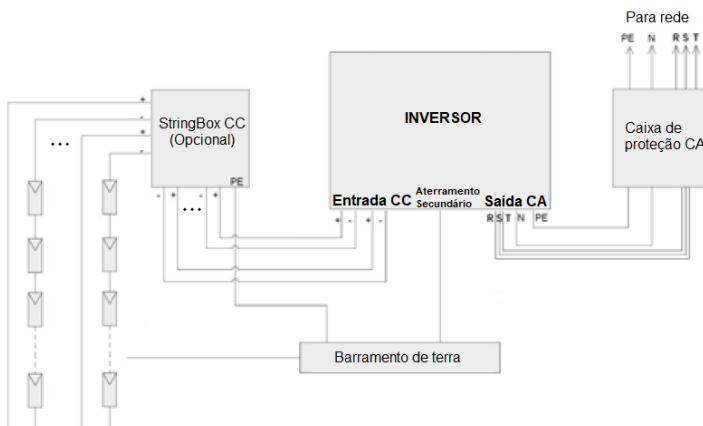 Para rede
PE N R S T
+
-
+
-
...
StringBox CC
(Opcional)
PE
- + ... - +
INVERSOR
Entrada CC
Aterramento
Secundário
Saída CA
+ - + -
R S T N PE
Caixa de
proteção CA
Barramento de terra